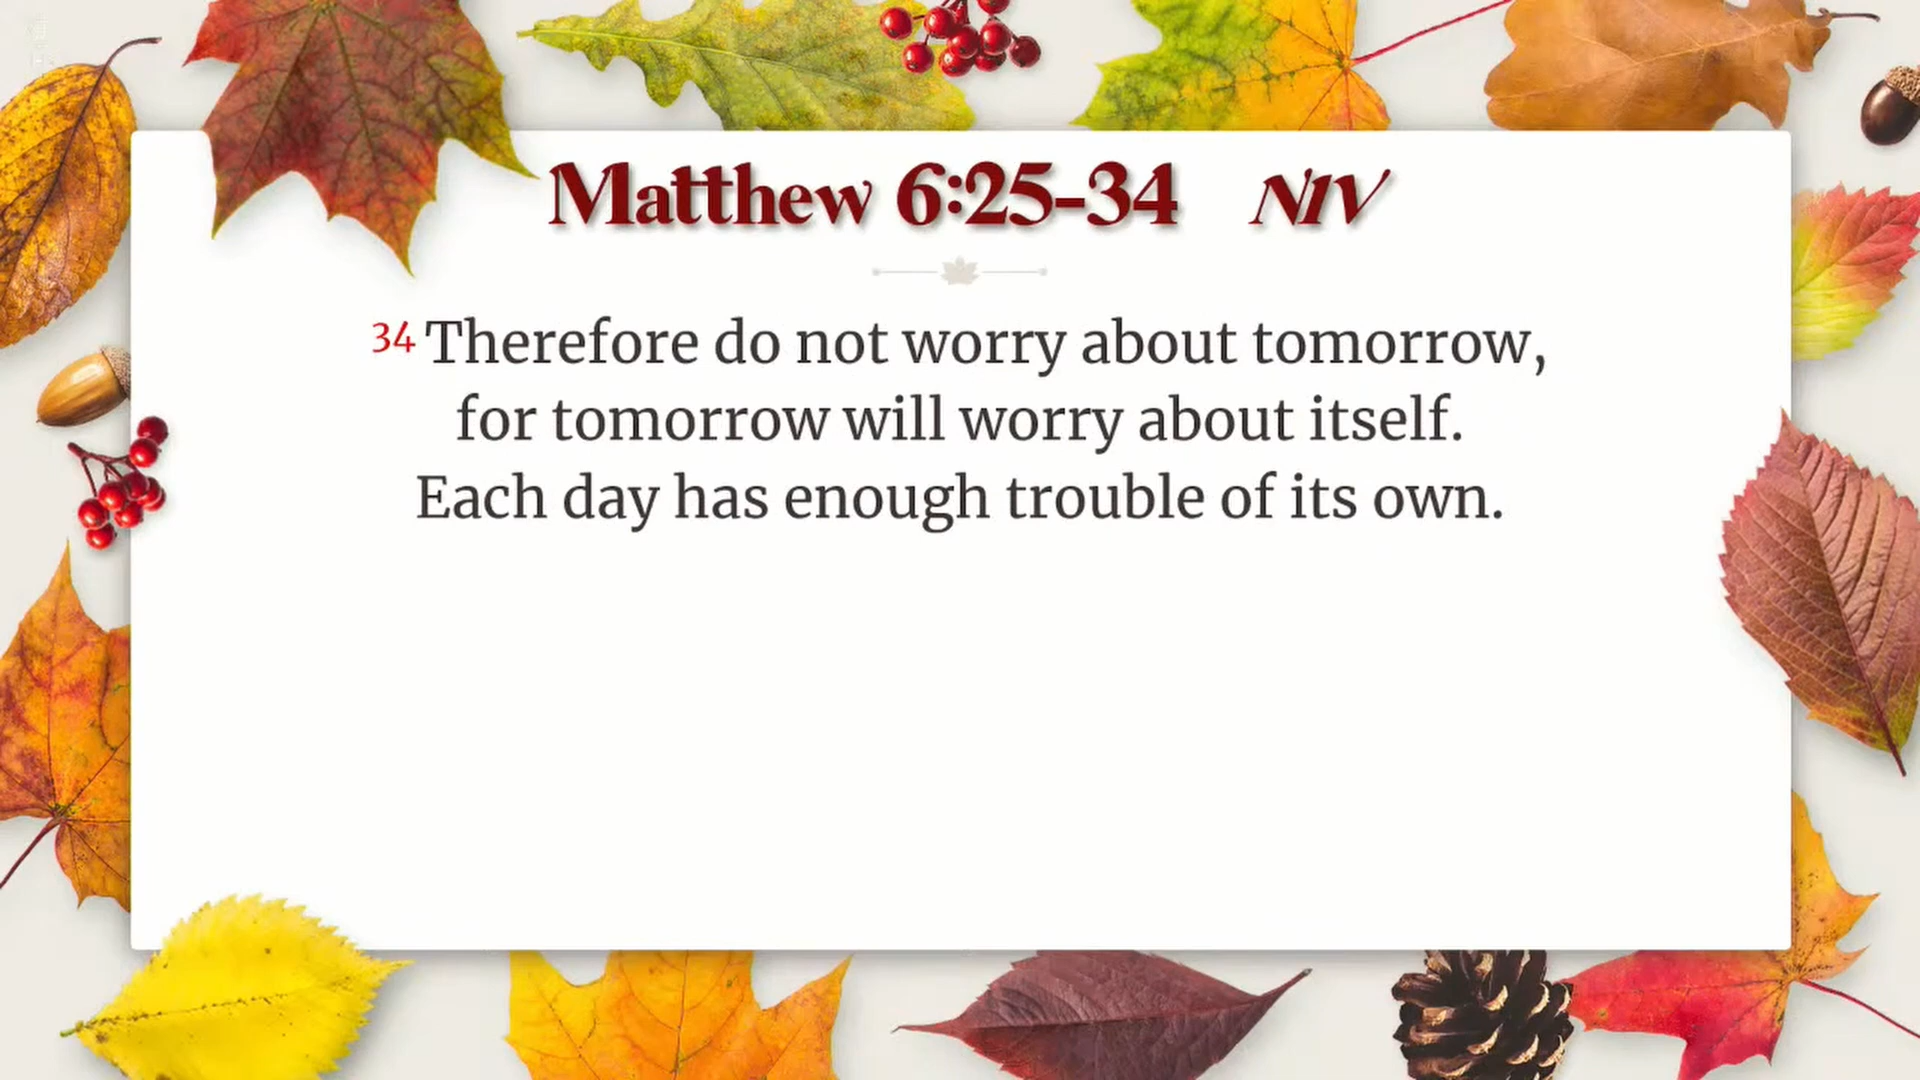 Matthew 6:25-34 NIV
34 Therefore do not worry about tomorrow,
for tomorrow will worry about itself.
Each day has enough trouble of its own.